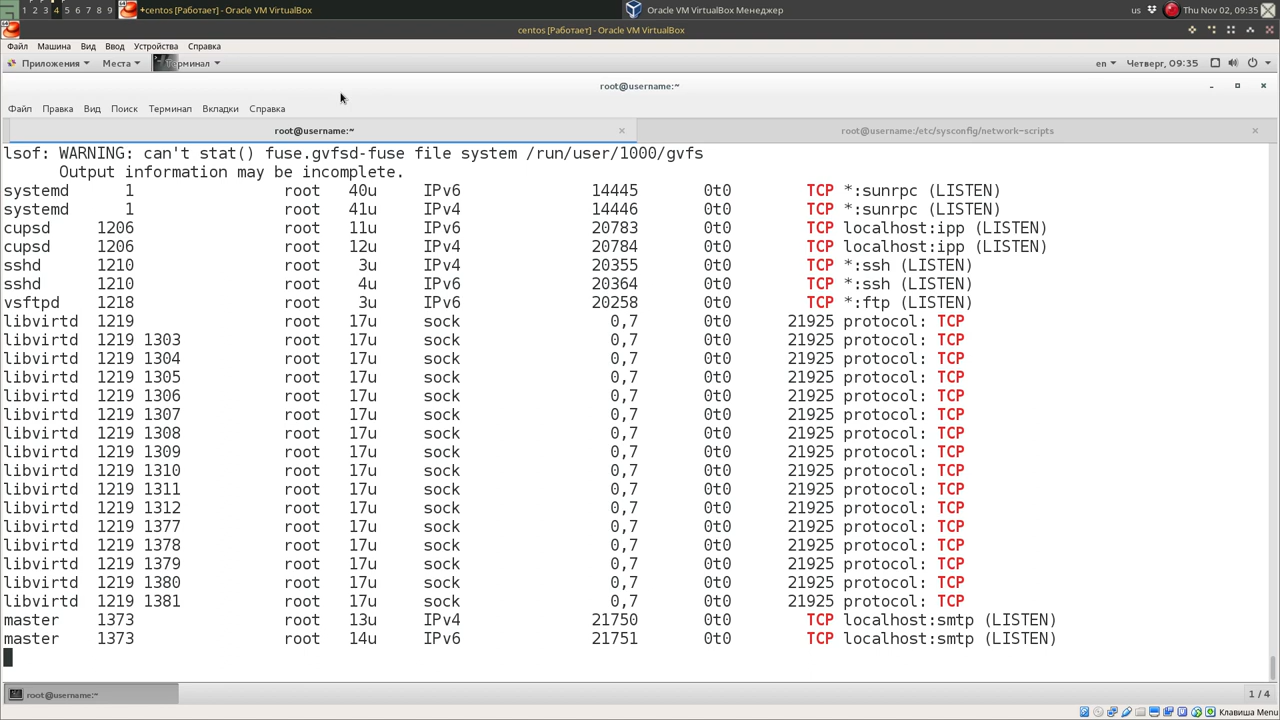 1 2 3 4 5 6 7 8 9 +centos [Работает] - Oracle VM VirtualBox Oracle VM VirtualBox Менеджер us Thu Nov 02, 09:35
centos [Работает] - Oracle VM VirtualBox
Файл Машина Вид Ввод Устройства Справка
Приложения Места Терминал en Четверг, 09:35
root@username:~
Файл Правка Вид Поиск Терминал Вкладки Справка
root@username:~ root@username:/etc/sysconfig/network-scripts
lsof: WARNING: can't stat() fuse.gvfsd-fuse file system /run/user/1000/gvfs
Output information may be incomplete.
systemd 1 root 40u IPv6 14445 0t0 TCP *:sunrpc (LISTEN)
systemd 1 root 41u IPv4 14446 0t0 TCP *:sunrpc (LISTEN)
cupsd 1206 root 11u IPv6 20783 0t0 TCP localhost:ipp (LISTEN)
cupsd 1206 root 12u IPv4 20784 0t0 TCP localhost:ipp (LISTEN)
sshd 1210 root 3u IPv4 20355 0t0 TCP *:ssh (LISTEN)
sshd 1210 root 4u IPv6 20364 0t0 TCP *:ssh (LISTEN)
vsftpd 1218 root 3u IPv6 20258 0t0 TCP *:ftp (LISTEN)
libvirtd 1219 root 17u sock 0,7 0t0 21925 protocol: TCP
libvirtd 1219 1303 root 17u sock 0,7 0t0 21925 protocol: TCP
libvirtd 1219 1304 root 17u sock 0,7 0t0 21925 protocol: TCP
libvirtd 1219 1305 root 17u sock 0,7 0t0 21925 protocol: TCP
libvirtd 1219 1306 root 17u sock 0,7 0t0 21925 protocol: TCP
libvirtd 1219 1307 root 17u sock 0,7 0t0 21925 protocol: TCP
libvirtd 1219 1308 root 17u sock 0,7 0t0 21925 protocol: TCP
libvirtd 1219 1309 root 17u sock 0,7 0t0 21925 protocol: TCP
libvirtd 1219 1310 root 17u sock 0,7 0t0 21925 protocol: TCP
libvirtd 1219 1311 root 17u sock 0,7 0t0 21925 protocol: TCP
libvirtd 1219 1312 root 17u sock 0,7 0t0 21925 protocol: TCP
libvirtd 1219 1377 root 17u sock 0,7 0t0 21925 protocol: TCP
libvirtd 1219 1378 root 17u sock 0,7 0t0 21925 protocol: TCP
libvirtd 1219 1379 root 17u sock 0,7 0t0 21925 protocol: TCP
libvirtd 1219 1380 root 17u sock 0,7 0t0 21925 protocol: TCP
libvirtd 1219 1381 root 17u sock 0,7 0t0 21925 protocol: TCP
master 1373 root 13u IPv4 21750 0t0 TCP localhost:smtp (LISTEN)
master 1373 root 14u IPv6 21751 0t0 TCP localhost:smtp (LISTEN)
root@username:~ 1 / 4
Клавиша Menu